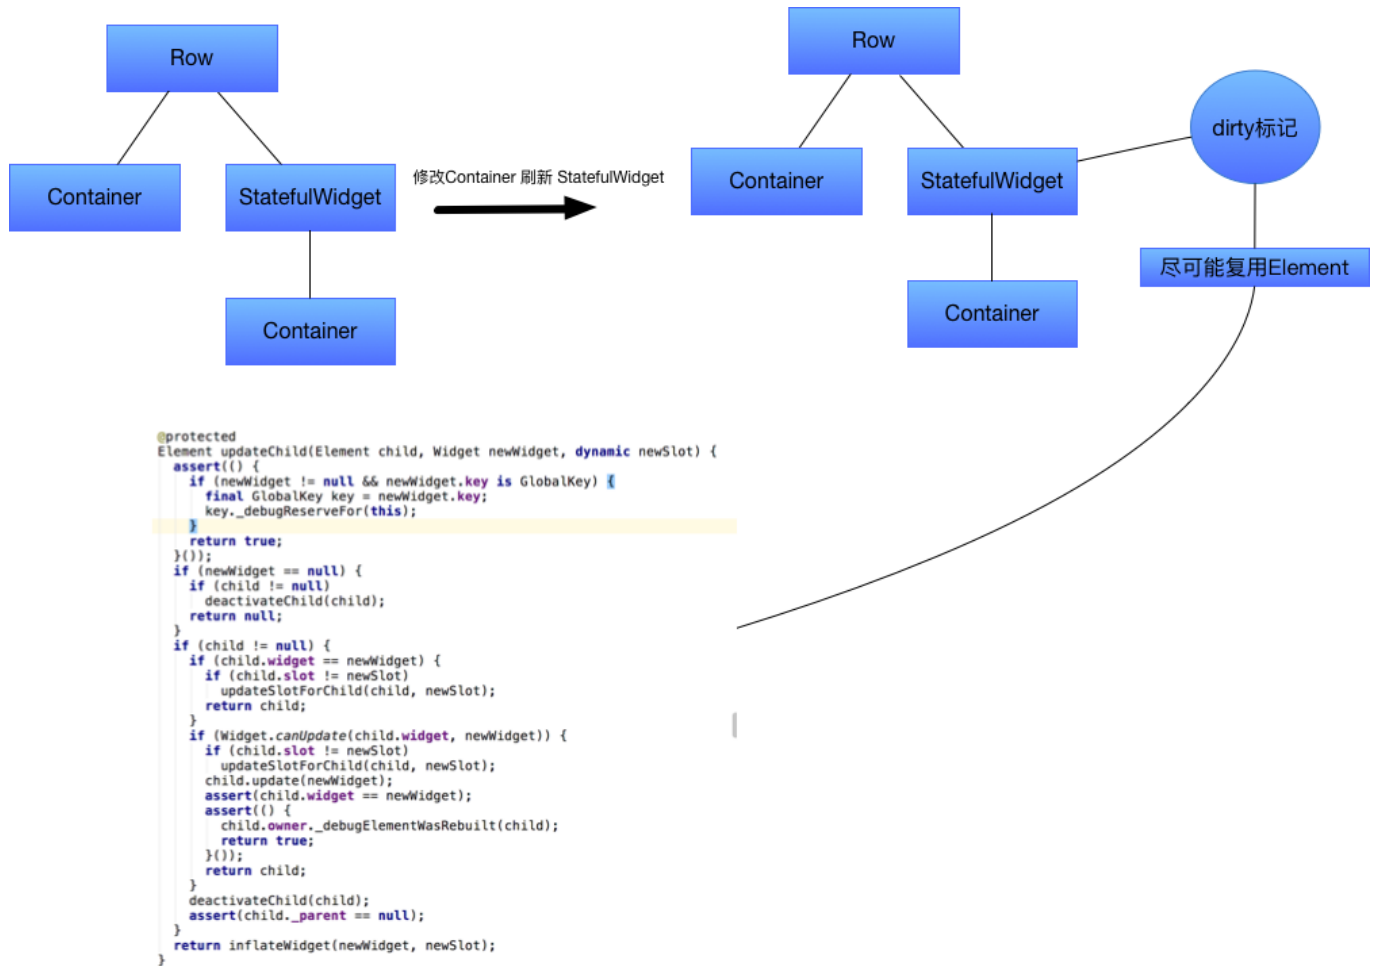 Row
Container
StatefulWidget
Container
修改Container 刷新 StatefulWidget
Row
Container
StatefulWidget
Container
dirty标记
尽可能复用Element
@protected
Element updateChild(Element child, Widget newWidget, dynamic newSlot) {
assert(() {
if (newWidget != null && newWidget.key is GlobalKey) {
final GlobalKey key = newWidget.key;
key._debugReserveFor(this);
}
return true;
}());
if (newWidget == null) {
if (child != null)
deactivateChild(child);
return null;
}
if (child != null) {
if (child.widget == newWidget) {
if (child.slot != newSlot)
updateSlotForChild(child, newSlot);
return child;
}
if (Widget.canUpdate(child.widget, newWidget)) {
if (child.slot != newSlot)
updateSlotForChild(child, newSlot);
child.update(newWidget);
assert(child.widget == newWidget);
assert(() {
child.owner._debugElementWasRebuilt(child);
return true;
}());
return child;
}
deactivateChild(child);
assert(child._parent == null);
}
return inflateWidget(newWidget, newSlot);
}